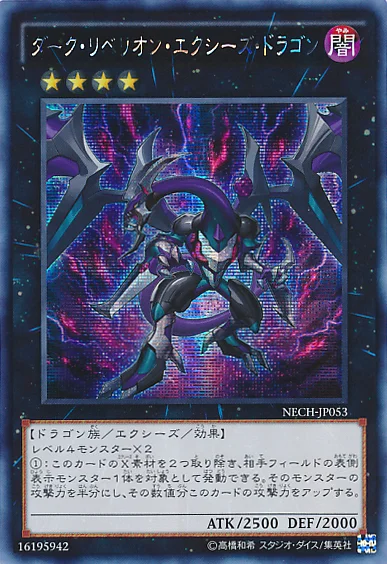 ダーク・リベリオン・エクシーズ・ドラゴン
闇
NECH-JP053
【ドラゴン族／エクシーズ／効果】
レベル4モンスター×2
①：このカードのX素材を2つ取り除き、相手フィールドの表側
表示モンスター1体を対象として発動できる。そのモンスターの
攻撃力を半分にし、その数値分このカードの攻撃力をアップする。
ATK/2500 DEF/2000
16195942
©高橋和希 スタジオ・ダイス/集英社